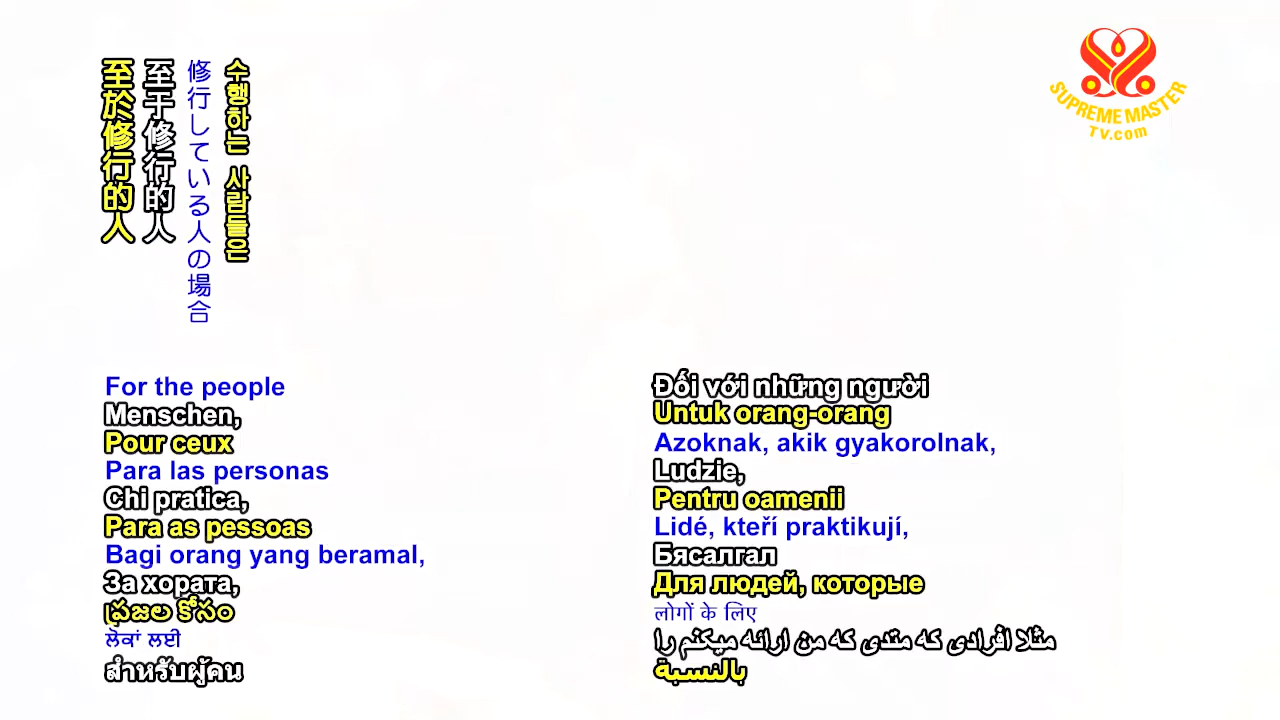 至於修行的人
至于修行的人
修行している人の場合
수행하는 사람들은
SUPREME MASTER
TV.com
For the people
Menschen,
Pour ceux
Para las personas
Chi pratica,
Para as pessoas
Bagi orang yang beramal,
За хората,
ప్రజల కోసం
ਲੋਕਾਂ ਲਈ
สำหรับผู้คน
Đối với những người
Untuk orang-orang
Azoknak, akik gyakorolnak,
Ludzie,
Pentru oamenii
Lidé, kteří praktikují,
Бясалгал
Для людей, которые
लोगों के लिए
مثلا افرادی که متدی که من ارائه میکنم را
بالنسبة